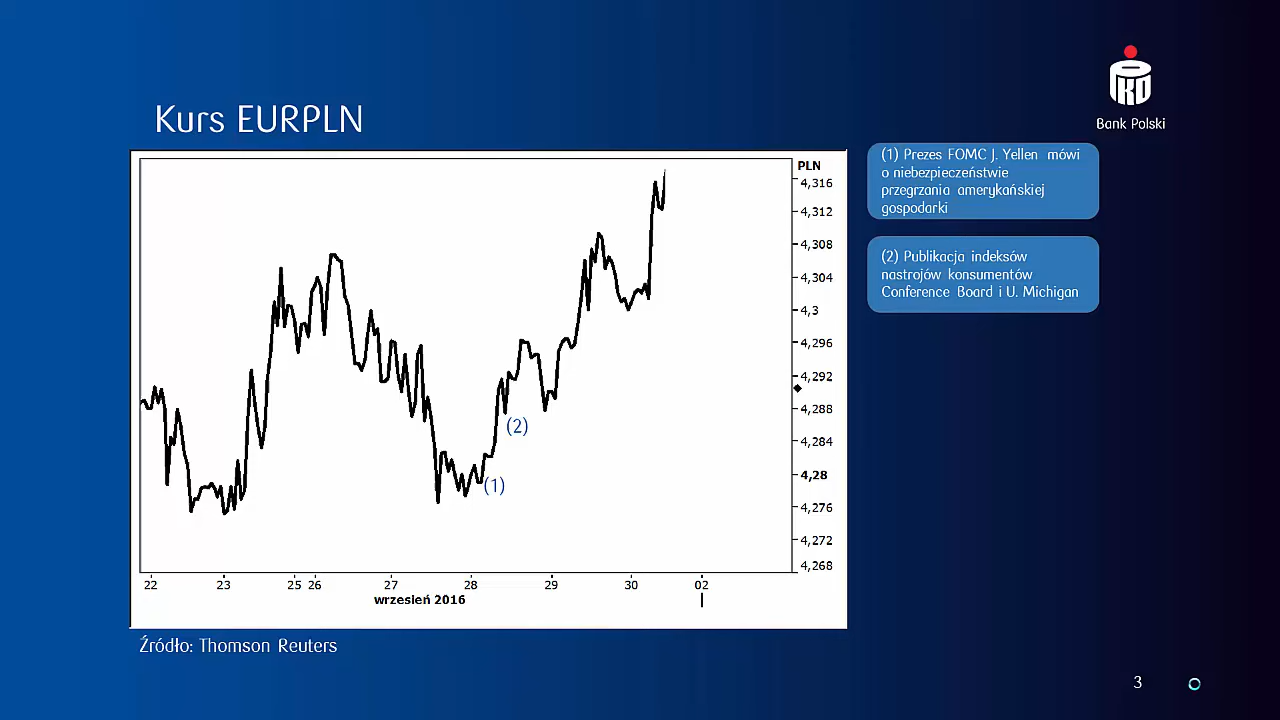 Kurs EURPLN
PKO
Bank Polski
(1) Prezes FOMC J. Yellen mówi
o niebezpieczeństwie
przegrzania amerykańskiej
gospodarki
(2) Publikacja indeksów
nastrojów konsumentów
Conference Board i U. Michigan
PLN
4,316
4,312
4,308
4,304
4,3
4,296
4,292
4,288
4,284
4,28
4,276
4,272
4,268
(2)
(1)
22 23 25 26 27 28 29 30 02
wrzesień 2016
Źródło: Thomson Reuters
3